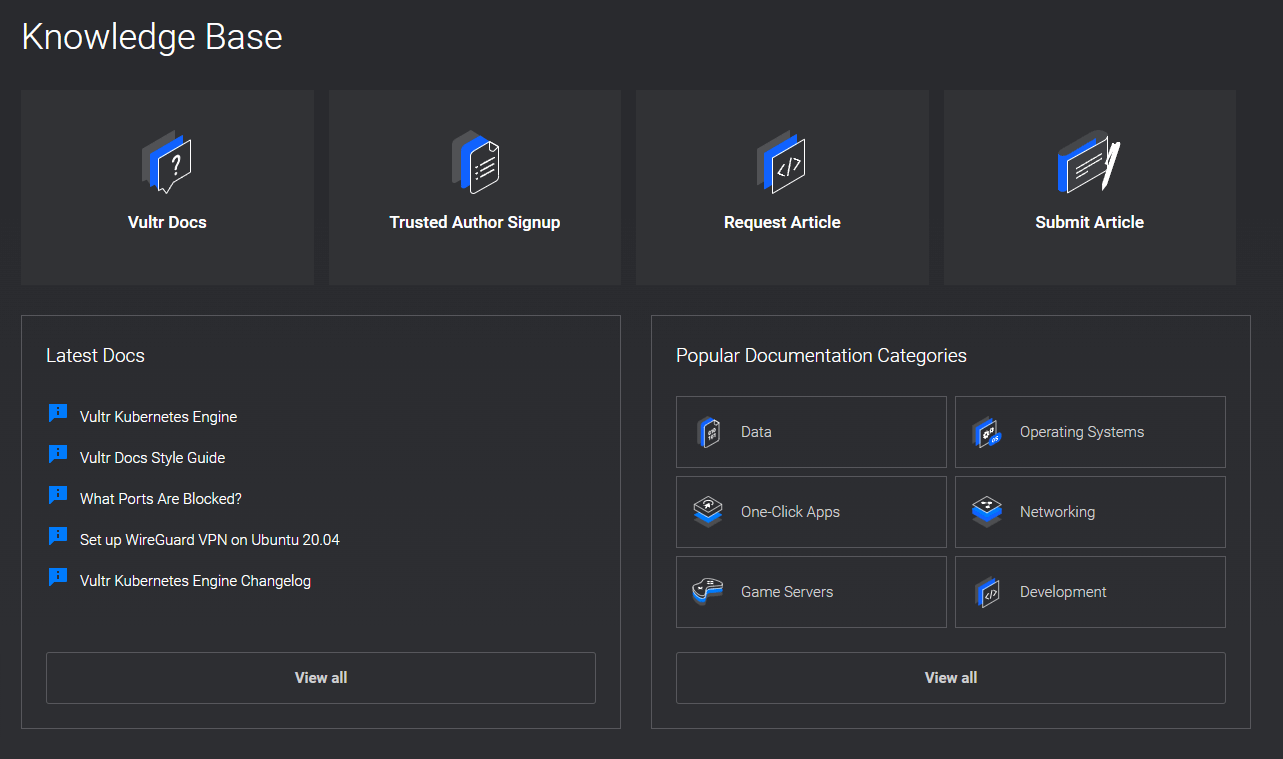 Knowledge Base
Vultr Docs
Trusted Author Signup
Request Article
Submit Article
Latest Docs
Vultr Kubernetes Engine
Vultr Docs Style Guide
What Ports Are Blocked?
Set up WireGuard VPN on Ubuntu 20.04
Vultr Kubernetes Engine Changelog
View all
Popular Documentation Categories
Data
Operating Systems
One-Click Apps
Networking
Game Servers
Development
View all